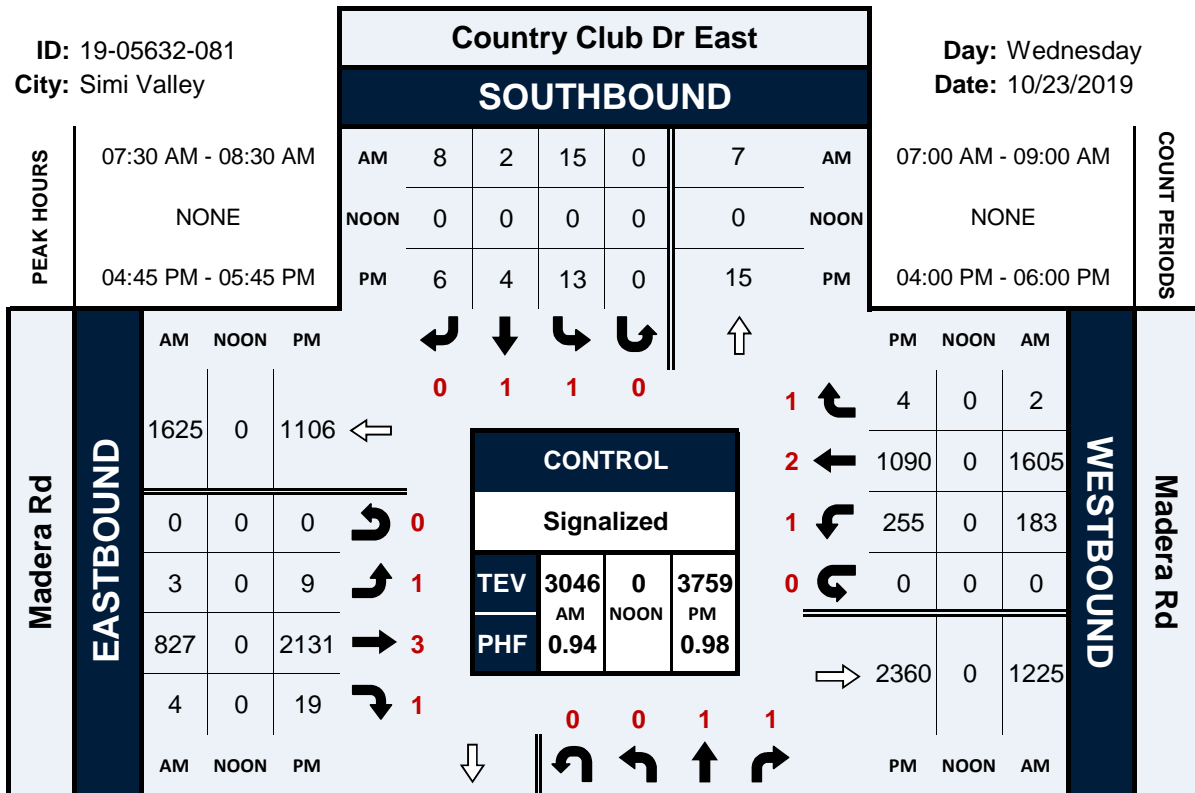 ID: 19-05632-081
City: Simi Valley
Country Club Dr East
SOUTHBOUND
Day: Wednesday
Date: 10/23/2019
PEAK HOURS
07:30 AM - 08:30 AM
NONE
04:45 PM - 05:45 PM
AM 8 2 15 0 7 AM
NOON 0 0 0 0 0 NOON
PM 6 4 13 0 15 PM
07:00 AM - 09:00 AM
NONE
04:00 PM - 06:00 PM
COUNT PERIODS
0 1 1 0
Madera Rd
EASTBOUND
AM NOON PM
1625 0 1106
0 0 0 0
3 0 9 1
827 0 2131 3
4 0 19 1
AM NOON PM
CONTROL
Signalized
TEV 3046 0 3759
AM NOON PM
PHF 0.94 0.98
PM NOON AM
1 4 0 2
2 1090 0 1605
1 255 0 183
0 0 0 0
2360 0 1225
PM NOON AM
WESTBOUND
Madera Rd
0 0 1 1